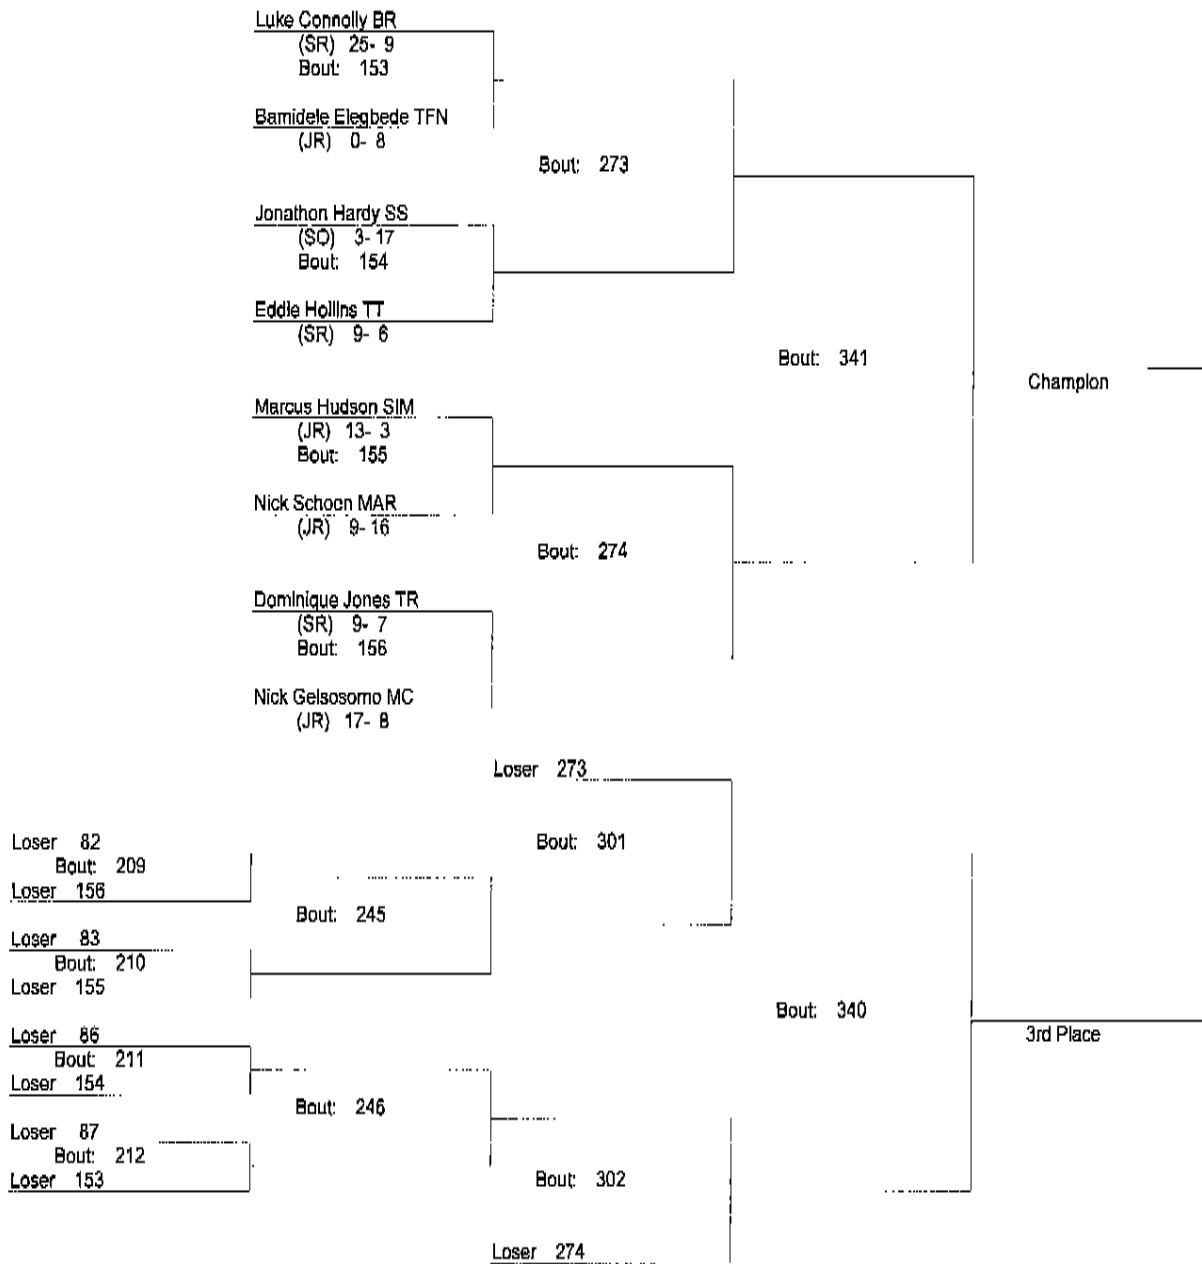 Luke Connolly BR
(SR) 25- 9
Bout: 153
Bamidele Elegbede TFN
(JR) 0- 8
Bout: 273
Jonathon Hardy SS
(SO) 3- 17
Bout: 154
Eddie Hollins TT
(SR) 9- 6
Bout: 341
Champion
Marcus Hudson SIM
(JR) 13- 3
Bout: 155
Nick Schoen MAR
(JR) 9- 16
Bout: 274
Dominique Jones TR
(SR) 9- 7
Bout: 156
Nick Gelsosomo MC
(JR) 17- 8
Loser 273
Bout: 301
Loser 82
Bout: 209
Loser 156
Bout: 245
Loser 83
Bout: 210
Loser 155
Bout: 340
3rd Place
Loser 86
Bout: 211
Loser 154
Bout: 246
Loser 87
Bout: 212
Loser 153
Bout: 302
Loser 274